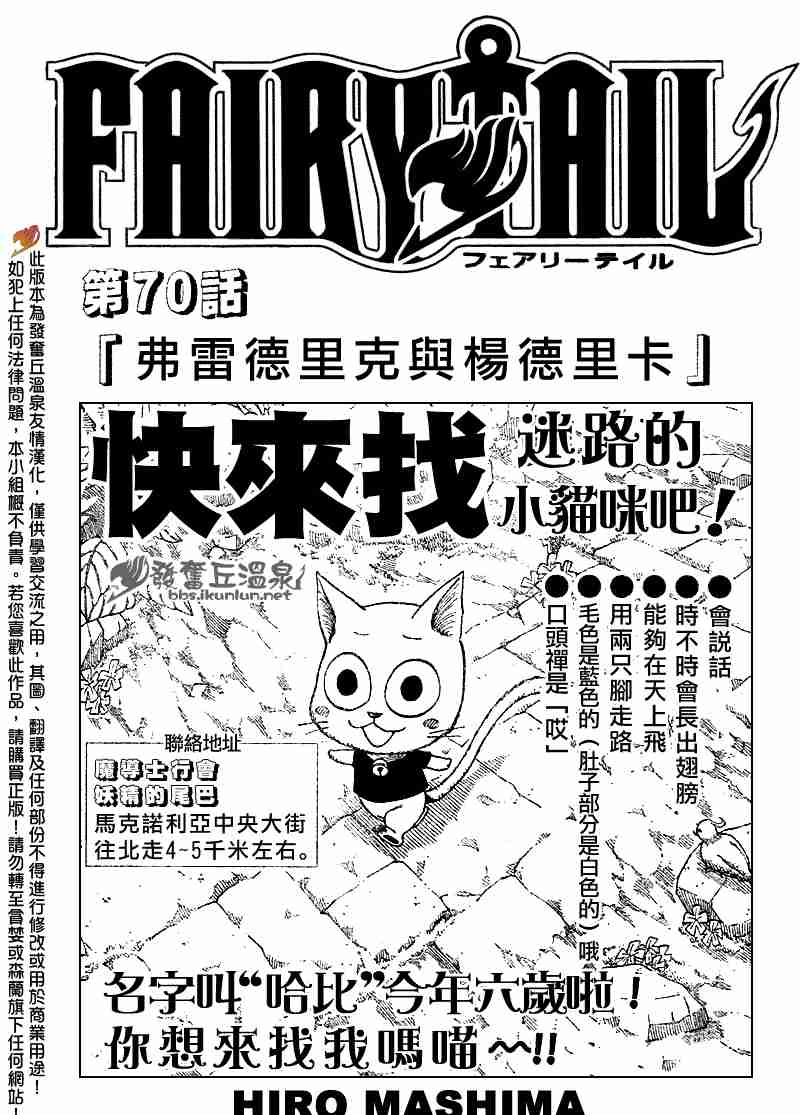 FAIRY TAIL
フェアリーテイル
第70話
『弗雷德里克與楊德里卡』
快來找
迷路的
小貓咪吧！
發奮丘溫泉
bbs.ikunlun.net
●會說話
●時不時會長出翅膀
●能夠在天上飛
●用兩只腳走路
●毛色是藍色的（肚子部分是白色的）哦
●口頭禪是「哎」
聯絡地址
魔導士行會
妖精的尾巴
馬克諾利亞中央大街
往北走4~5千米左右。
名字叫“哈比”今年六歲啦！
你想來找我嗎喵~~!!
HIRO MASHIMA
此版本為發奮丘溫泉友情漢化，僅供學習交流之用，其圖、翻譯及任何部份不得進行修改或用於商業用途！
如犯上任何法律問題，本小組概不負責。若您喜歡此作品，請購買正版！請勿轉至貪婪或森蘭旗下任何網站！